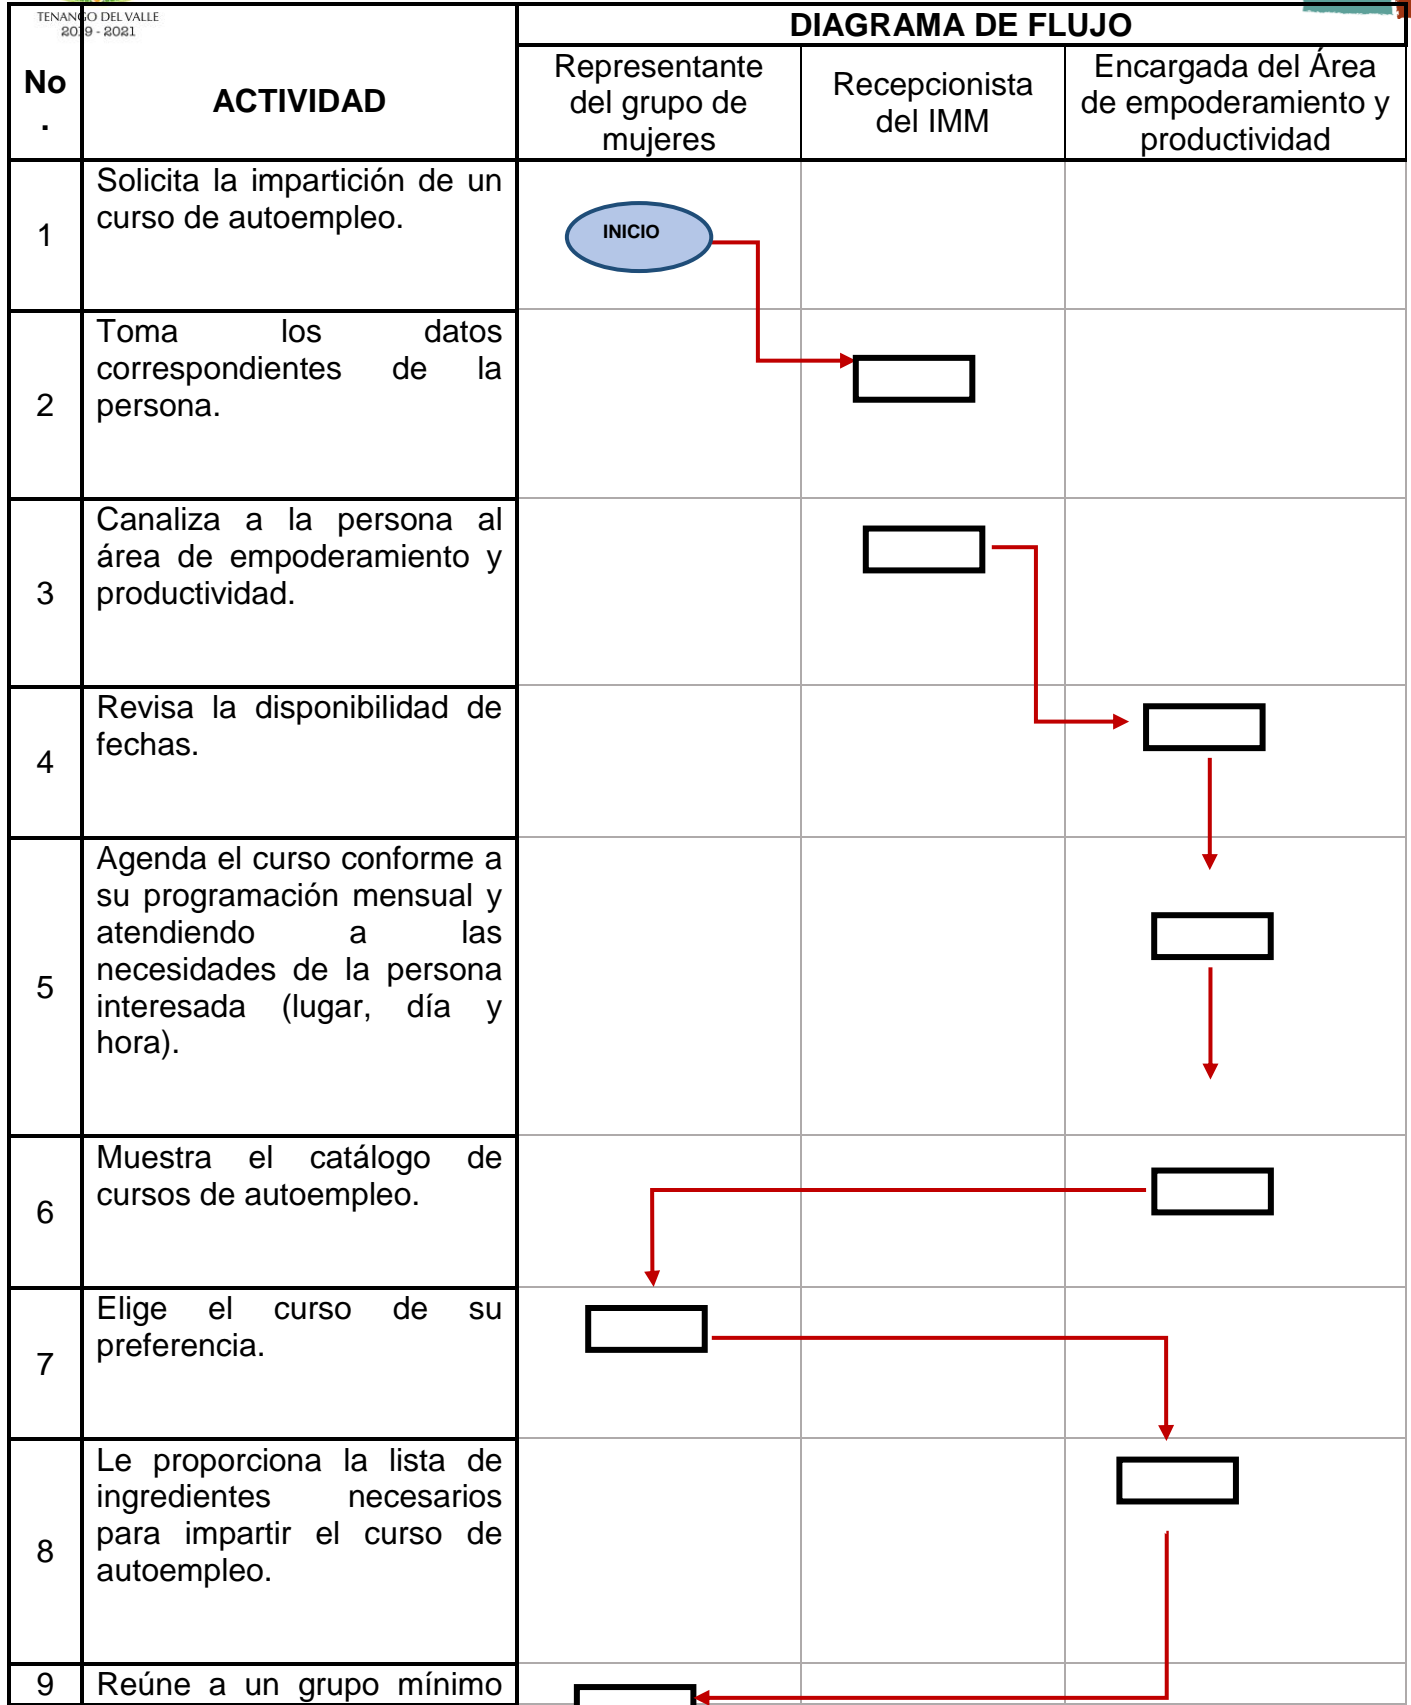 TENANGO DEL VALLE
2019 - 2021
DIAGRAMA DE FLUJO
No
.
ACTIVIDAD
Representante
del grupo de
mujeres
Recepcionista
del IMM
Encargada del Área
de empoderamiento y
productividad
1
Solicita la impartición de un
curso de autoempleo.
INICIO
2
Toma los datos
correspondientes de la
persona.
3
Canaliza a la persona al
área de empoderamiento y
productividad.
4
Revisa la disponibilidad de
fechas.
5
Agenda el curso conforme a
su programación mensual y
atendiendo a las
necesidades de la persona
interesada (lugar, día y
hora).
6
Muestra el catálogo de
cursos de autoempleo.
7
Elige el curso de su
preferencia.
8
Le proporciona la lista de
ingredientes necesarios
para impartir el curso de
autoempleo.
9
Reúne a un grupo mínimo